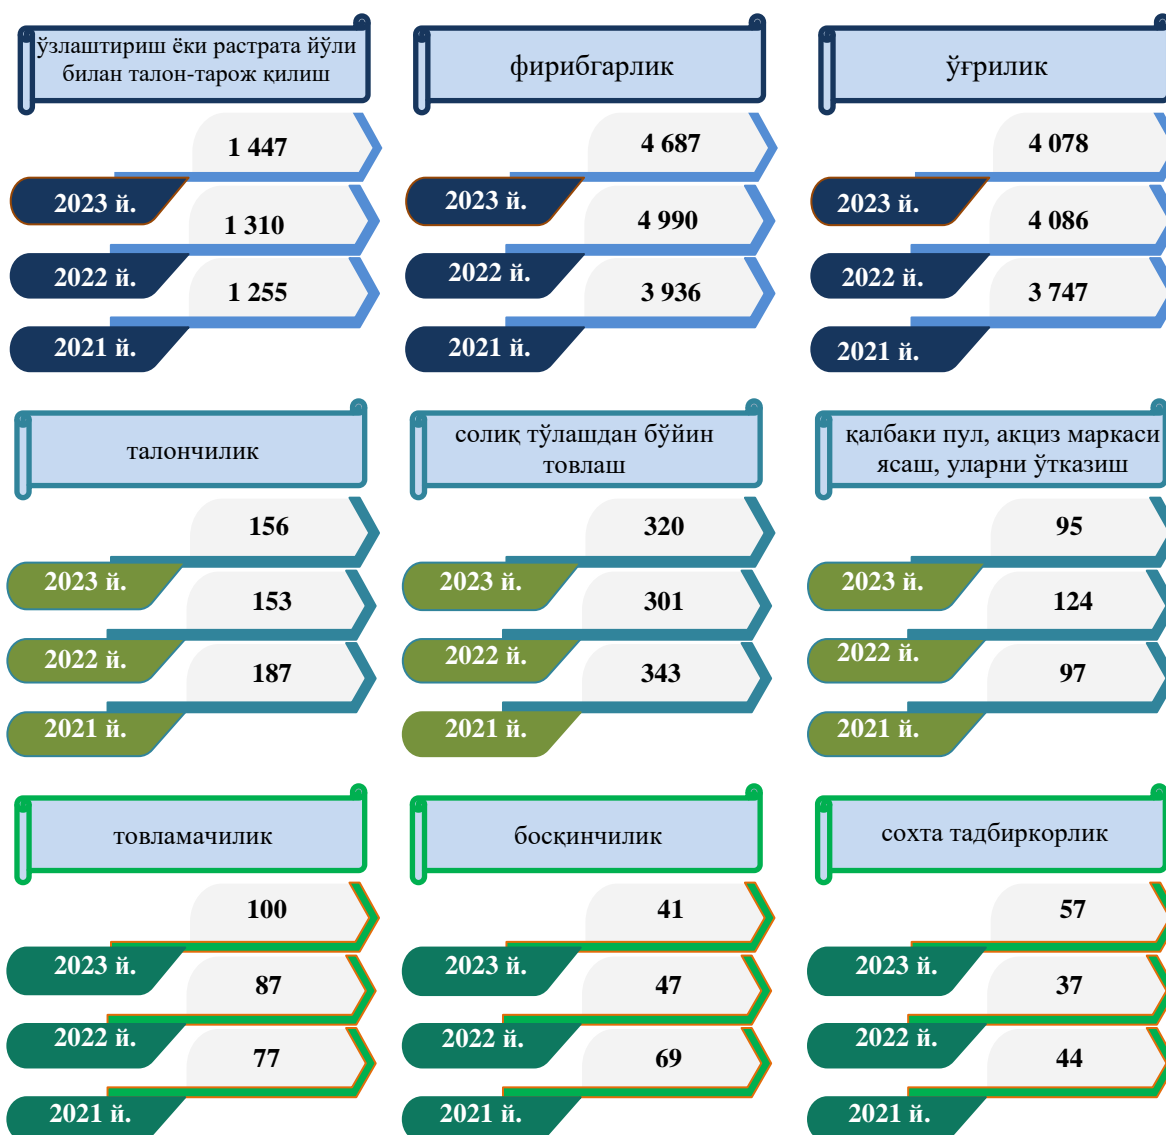 ўзлаштириш ёки растрата йўли
билан талон-тарож қилиш
1 447
2023 й.
1 310
2022 й.
1 255
2021 й.
фирибгарлик
4 687
2023 й.
4 990
2022 й.
3 936
2021 й.
ўғрилик
4 078
2023 й.
4 086
2022 й.
3 747
2021 й.
талончилик
156
2023 й.
153
2022 й.
187
2021 й.
солиқ тўлашдан бўйин
товлаш
320
2023 й.
301
2022 й.
343
2021 й.
қалбаки пул, акциз маркаси
ясаш, уларни ўтказиш
95
2023 й.
124
2022 й.
97
2021 й.
товламачилик
100
2023 й.
87
2022 й.
77
2021 й.
босқинчилик
41
2023 й.
47
2022 й.
69
2021 й.
сохта тадбиркорлик
57
2023 й.
37
2022 й.
44
2021 й.